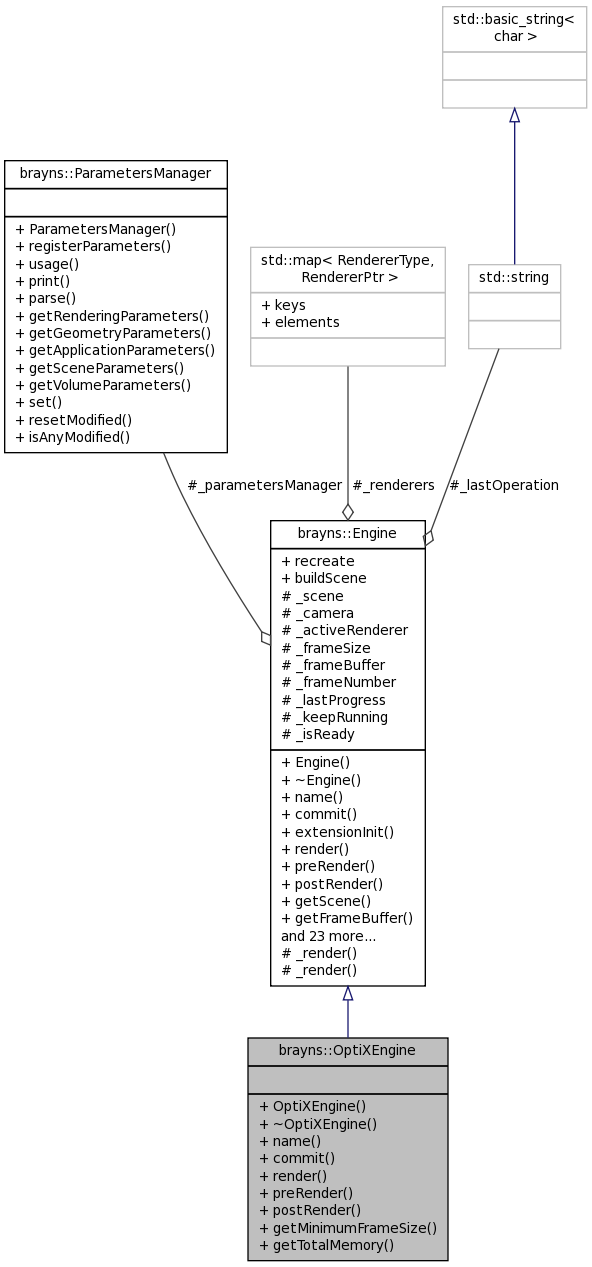 std::basic_string<
char >
brayns::ParametersManager
+ ParametersManager()
+ registerParameters()
+ usage()
+ print()
+ parse()
+ getRenderingParameters()
+ getGeometryParameters()
+ getApplicationParameters()
+ getSceneParameters()
+ getVolumeParameters()
+ set()
+ resetModified()
+ isAnyModified()
std::map< RendererType,
RendererPtr >
+ keys
+ elements
std::string
#_parametersManager
#_renderers
#_lastOperation
brayns::Engine
+ recreate
+ buildScene
# _scene
# _camera
# _activeRenderer
# _frameSize
# _frameBuffer
# _frameNumber
# _lastProgress
# _keepRunning
# _isReady
+ Engine()
+ ~Engine()
+ name()
+ commit()
+ extensionInit()
+ render()
+ preRender()
+ postRender()
+ getScene()
+ getFrameBuffer()
and 23 more...
# _render()
# _render()
brayns::OptiXEngine
+ OptiXEngine()
+ ~OptiXEngine()
+ name()
+ commit()
+ render()
+ preRender()
+ postRender()
+ getMinimumFrameSize()
+ getTotalMemory()